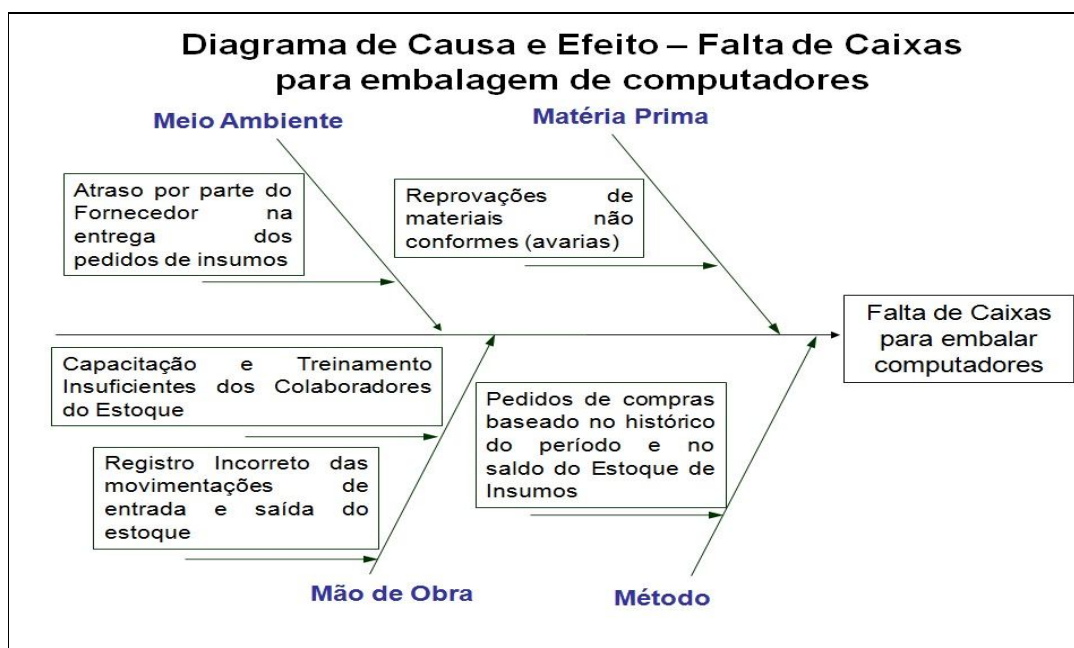 Diagrama de Causa e Efeito – Falta de Caixas
para embalagem de computadores
Meio Ambiente
Matéria Prima
Atraso por parte do
Fornecedor na
entrega dos
pedidos de insumos
Reprovações de
materiais não
conformes (avarias)
Falta de Caixas
para embalar
computadores
Capacitação e Treinamento
Insuficientes dos Colaboradores
do Estoque
Registro Incorreto das
movimentações de
entrada e saída do
estoque
Pedidos de compras
baseado no histórico
do período e no
saldo do Estoque de
Insumos
Mão de Obra
Método